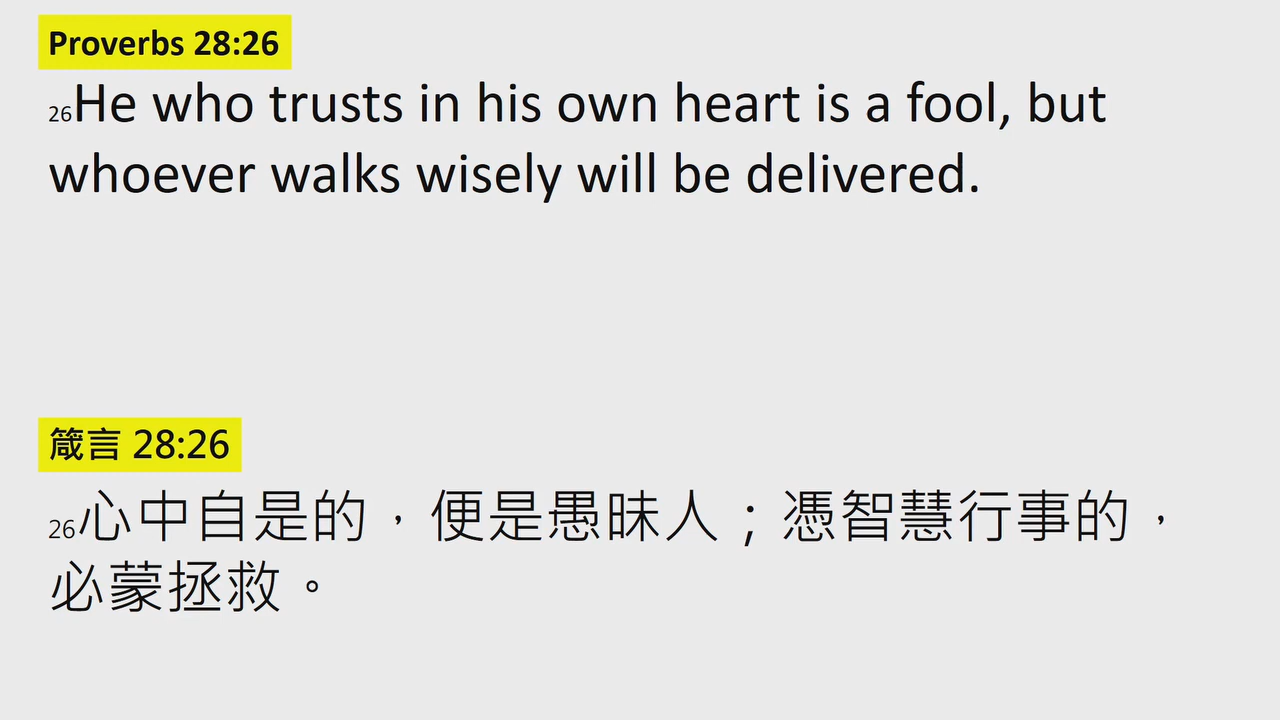 Proverbs 28:26
26He who trusts in his own heart is a fool, but
whoever walks wisely will be delivered.
箴言 28:26
26心中自是的，便是愚昧人；憑智慧行事的，
必蒙拯救。